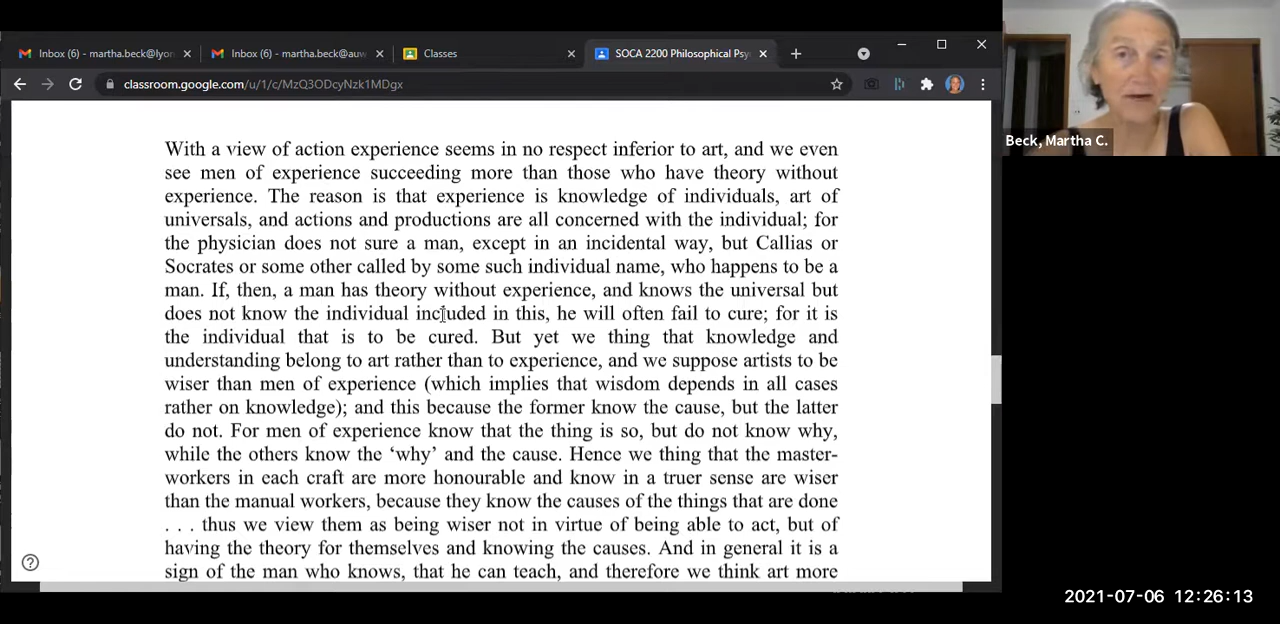 Inbox (6) - martha.beck@lyon
Inbox (6) - martha.beck@auw
Classes
SOCA 2200 Philosophical Psy
classroom.google.com/u/1/c/MzQ3ODcyNzk1MDgx
Beck, Martha C.
With a view of action experience seems in no respect inferior to art, and we even
see men of experience succeeding more than those who have theory without
experience. The reason is that experience is knowledge of individuals, art of
universals, and actions and productions are all concerned with the individual; for
the physician does not sure a man, except in an incidental way, but Callias or
Socrates or some other called by some such individual name, who happens to be a
man. If, then, a man has theory without experience, and knows the universal but
does not know the individual included in this, he will often fail to cure; for it is
the individual that is to be cured. But yet we thing that knowledge and
understanding belong to art rather than to experience, and we suppose artists to be
wiser than men of experience (which implies that wisdom depends in all cases
rather on knowledge); and this because the former know the cause, but the latter
do not. For men of experience know that the thing is so, but do not know why,
while the others know the ‘why’ and the cause. Hence we thing that the master-
workers in each craft are more honourable and know in a truer sense are wiser
than the manual workers, because they know the causes of the things that are done
. . . thus we view them as being wiser not in virtue of being able to act, but of
having the theory for themselves and knowing the causes. And in general it is a
sign of the man who knows, that he can teach, and therefore we think art more
2021-07-06 12:26:13